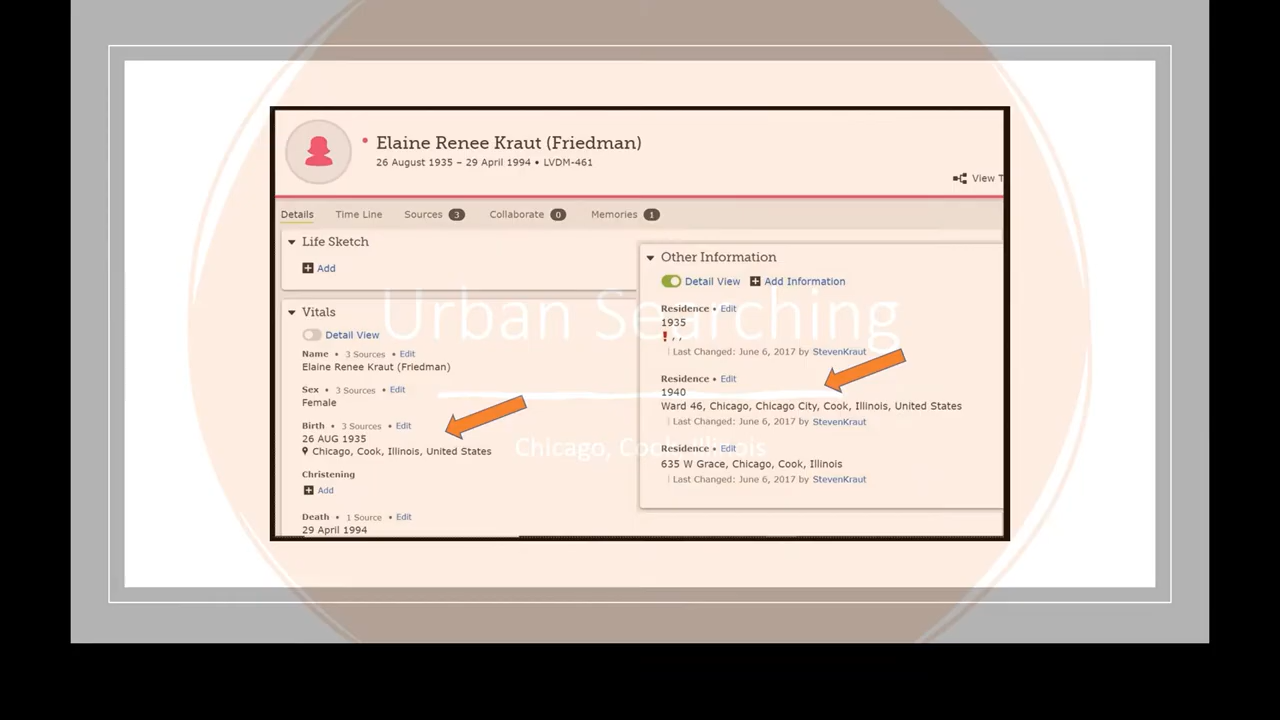 Elaine Renee Kraut (Friedman)
26 August 1935 – 29 April 1994 • LVDM-461
View T
Details Time Line Sources 3 Collaborate 0 Memories 1
Life Sketch
Add
Vitals
Detail View
Name • 3 Sources • Edit
Elaine Renee Kraut (Friedman)
Sex • 3 Sources • Edit
Female
Birth • 3 Sources • Edit
26 AUG 1935
Chicago, Cook, Illinois, United States
Christening
Add
Death • 1 Source • Edit
29 April 1994
Other Information
Detail View Add Information
Residence • Edit
1935
! , ,
Last Changed: June 6, 2017 by StevenKraut
Residence • Edit
1940
Ward 46, Chicago, Chicago City, Cook, Illinois, United States
Last Changed: June 6, 2017 by StevenKraut
Residence • Edit
635 W Grace, Chicago, Cook, Illinois
Last Changed: June 6, 2017 by StevenKraut
Urban Searching
Chicago, Cook, Illinois